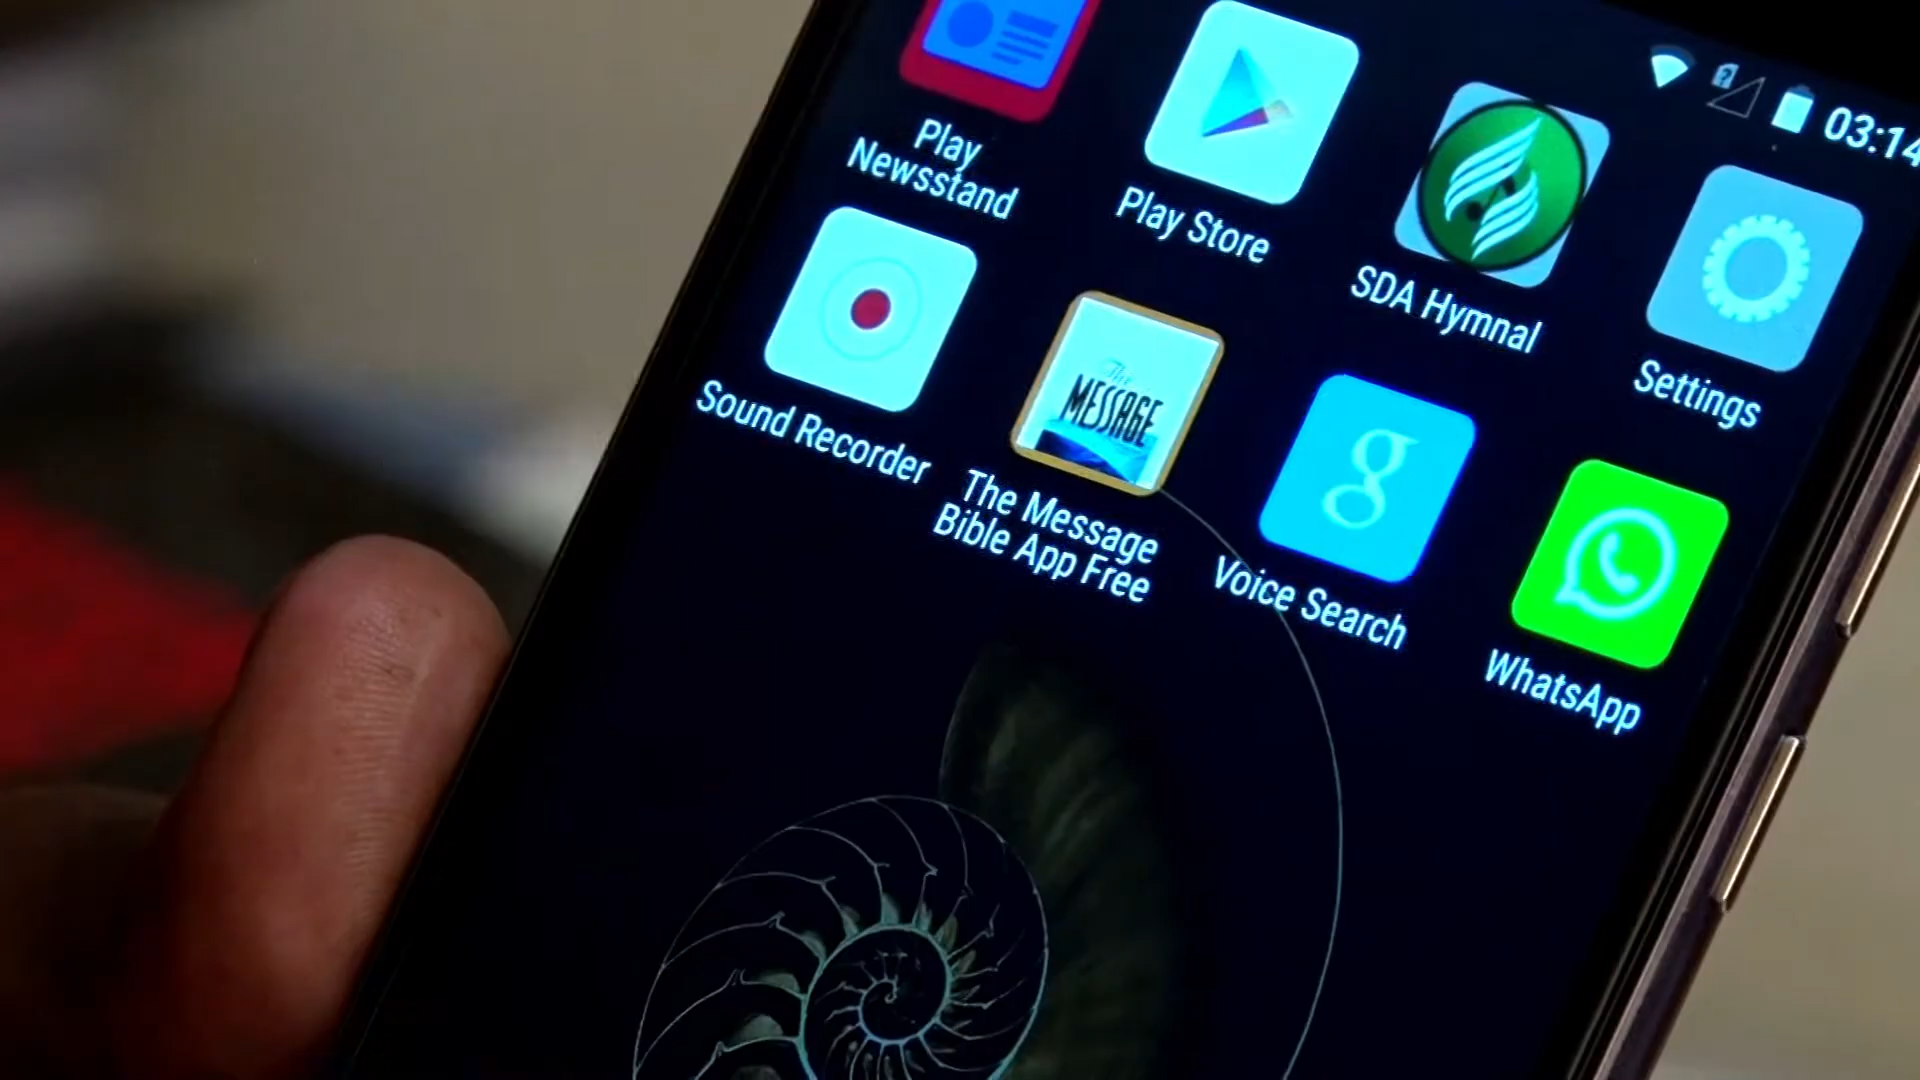 03:14
Play
Newsstand
Play Store
SDA Hymnal
Settings
Sound Recorder
The
MESSAGE
The Message
Bible App Free
g
Voice Search
WhatsApp